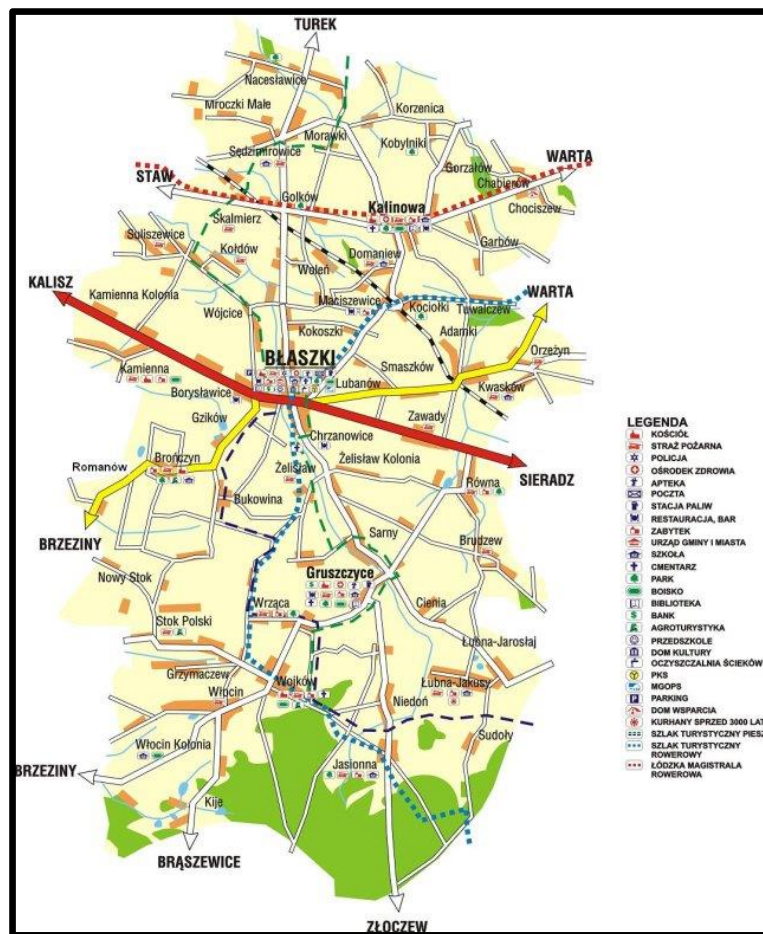 TUREK
Nacesławice
Mroczki Małe
Korzenica
Morawki
Kobylniki
Sędzimirowice
Gorzałów
WARTA
STAW
Chabierów
Golków
Kalinowa
Chociszew
Skalmierz
Suliszewice
Garbów
Kołdów
Domaniew
Woleń
KALISZ
WARTA
Kamienna Kolonia
Maciszewice
Kociołki
Tuwalczew
Wójcice
Kokoszki
Adamki
Orzeżyn
BŁASZKI
Smaszków
Kamienna
Lubanów
Kwasków
Borysławice
Zawady
Gzików
Chrzanowice
Romanów
Brończyn
Żelisław
Żelisław Kolonia
SIERADZ
Równa
Bukowina
BRZEZINY
Sarny
Brudzew
Nowy Stok
Gruszczyce
Wrząca
Cienia
Stok Polski
Łubna-Jarosłaj
Grzymaczew
Wojków
Łubna-Jakusy
Włocin
Niedoń
Włocin Kolonia
Sudoły
BRZEZINY
Jasionna
Kije
BRĄSZEWICE
ZŁOCZEW
LEGENDA
KOŚCIÓŁ
STRAŻ POŻARNA
POLICJA
OŚRODEK ZDROWIA
APTEKA
POCZTA
STACJA PALIW
RESTAURACJA, BAR
ZABYTEK
URZĄD GMINY I MIASTA
SZKOŁA
CMENTARZ
PARK
BOISKO
BIBLIOTEKA
BANK
AGROTURYSTYKA
PRZEDSZKOLE
DOM KULTURY
OCZYSZCZALNIA ŚCIEKÓW
PKS
MGOPS
PARKING
DOM WSPARCIA
KURHANY SPRZED 3000 LAT
SZLAK TURYSTYCZNY PIESZ
SZLAK TURYSTYCZNY
ROWEROWY
ŁÓDZKA MAGISTRALA
ROWEROWA